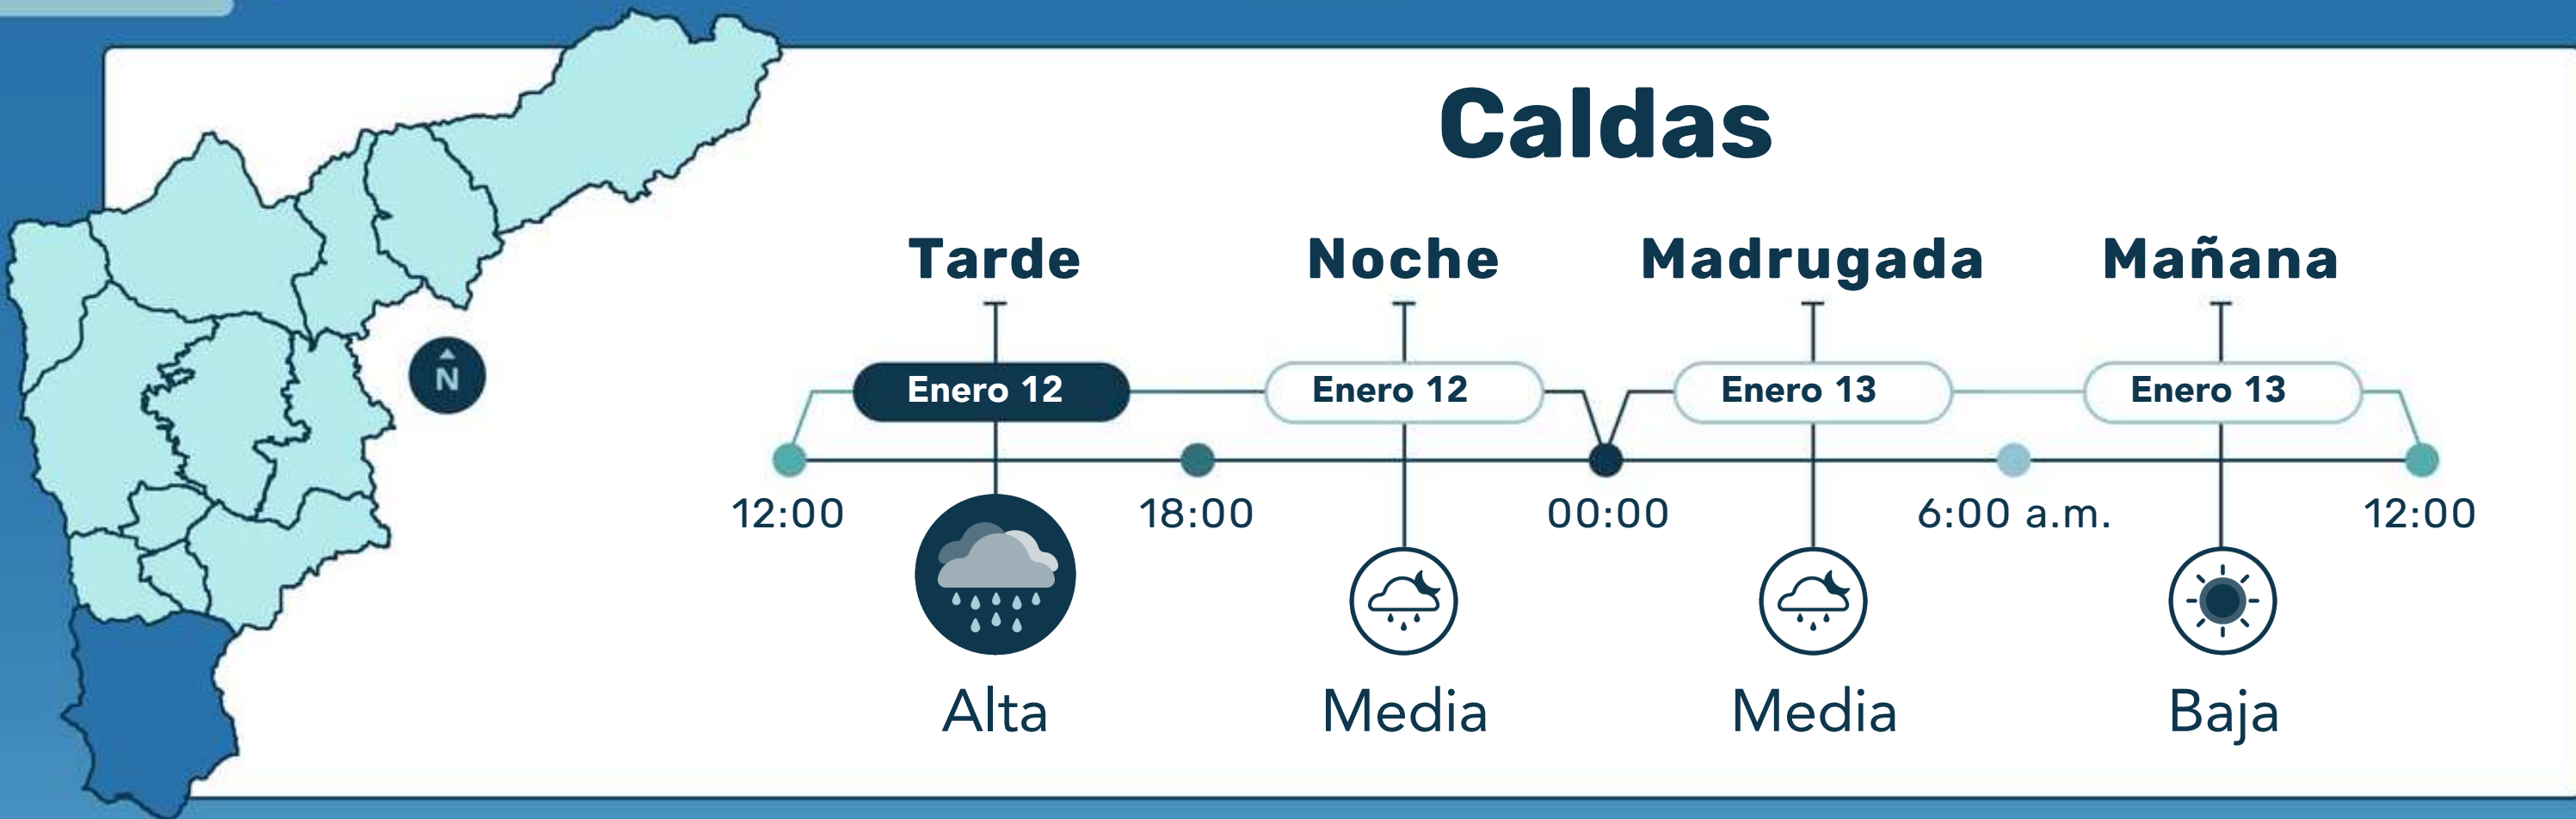 Caldas
Tarde Noche Madrugada Mañana
Enero 12 Enero 12 Enero 13 Enero 13
N
12:00 18:00 00:00 6:00 a.m. 12:00
Alta Media Media Baja